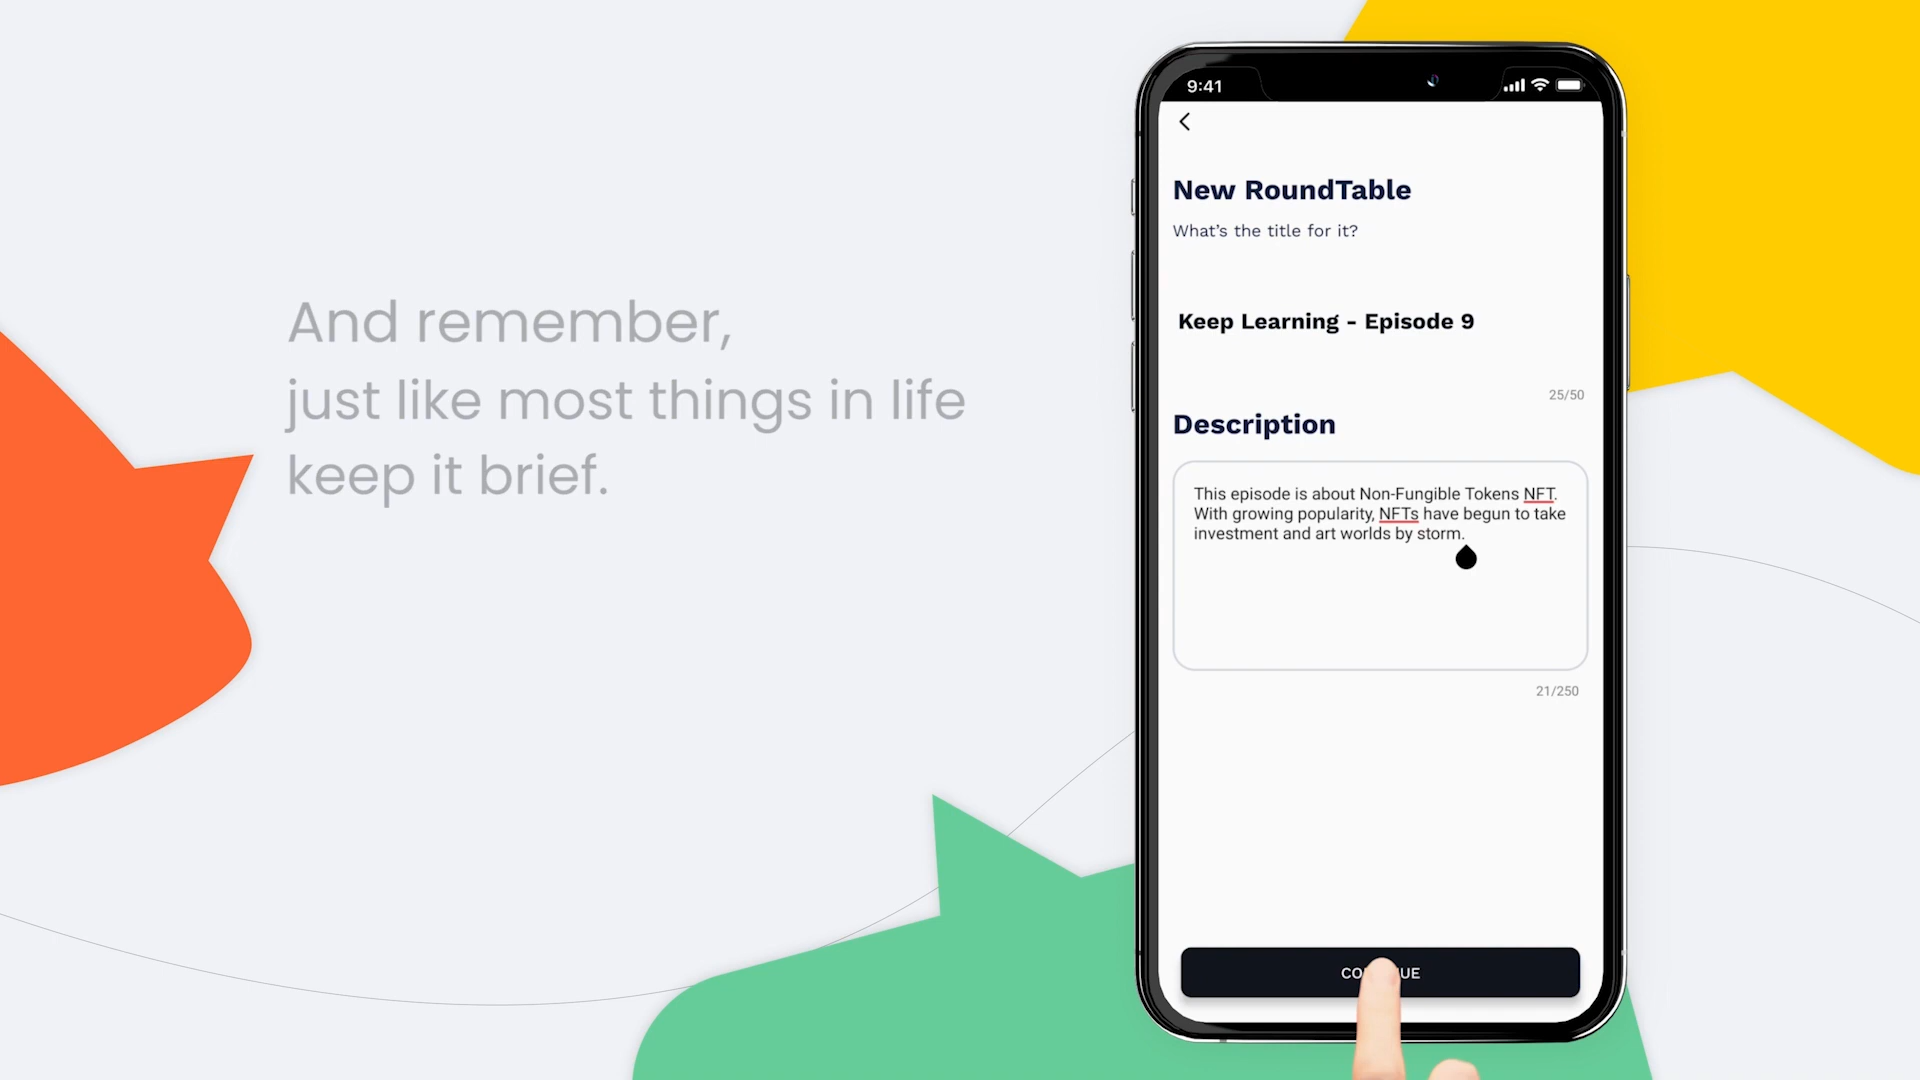 And remember,
just like most things in life
keep it brief.
9:41
New RoundTable
What's the title for it?
Keep Learning - Episode 9
25/50
Description
This episode is about Non-Fungible Tokens NFT.
With growing popularity, NFTs have begun to take
investment and art worlds by storm.
21/250